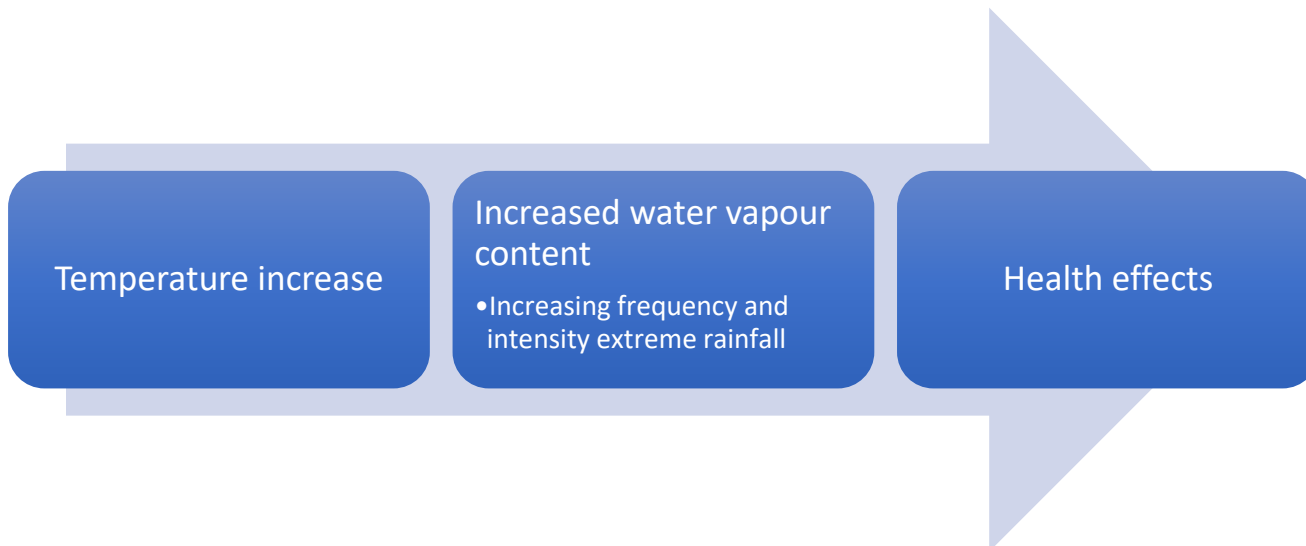 Temperature increase
Increased water vapour
content
•Increasing frequency and
intensity extreme rainfall
Health effects